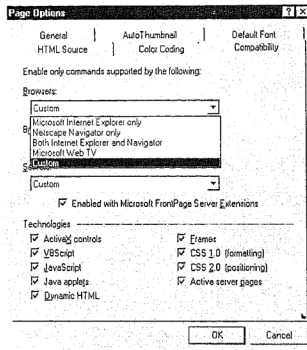 Page Options
General AutoThumbnail Default Font
HTML Source Color Coding Compatibility
Enable only commands supported by the following:
Browsers:
Custom
Microsoft Internet Explorer only
Netscape Navigator only
Both Internet Explorer and Navigator
Microsoft Web TV
Custom
Custom
Enabled with Microsoft FrontPage Server Extensions
Technologies
ActiveX controls Frames
VBScript CSS 1.0 (formatting)
JavaScript CSS 2.0 (positioning)
Java applets Active server pages
Dynamic HTML
OK Cancel